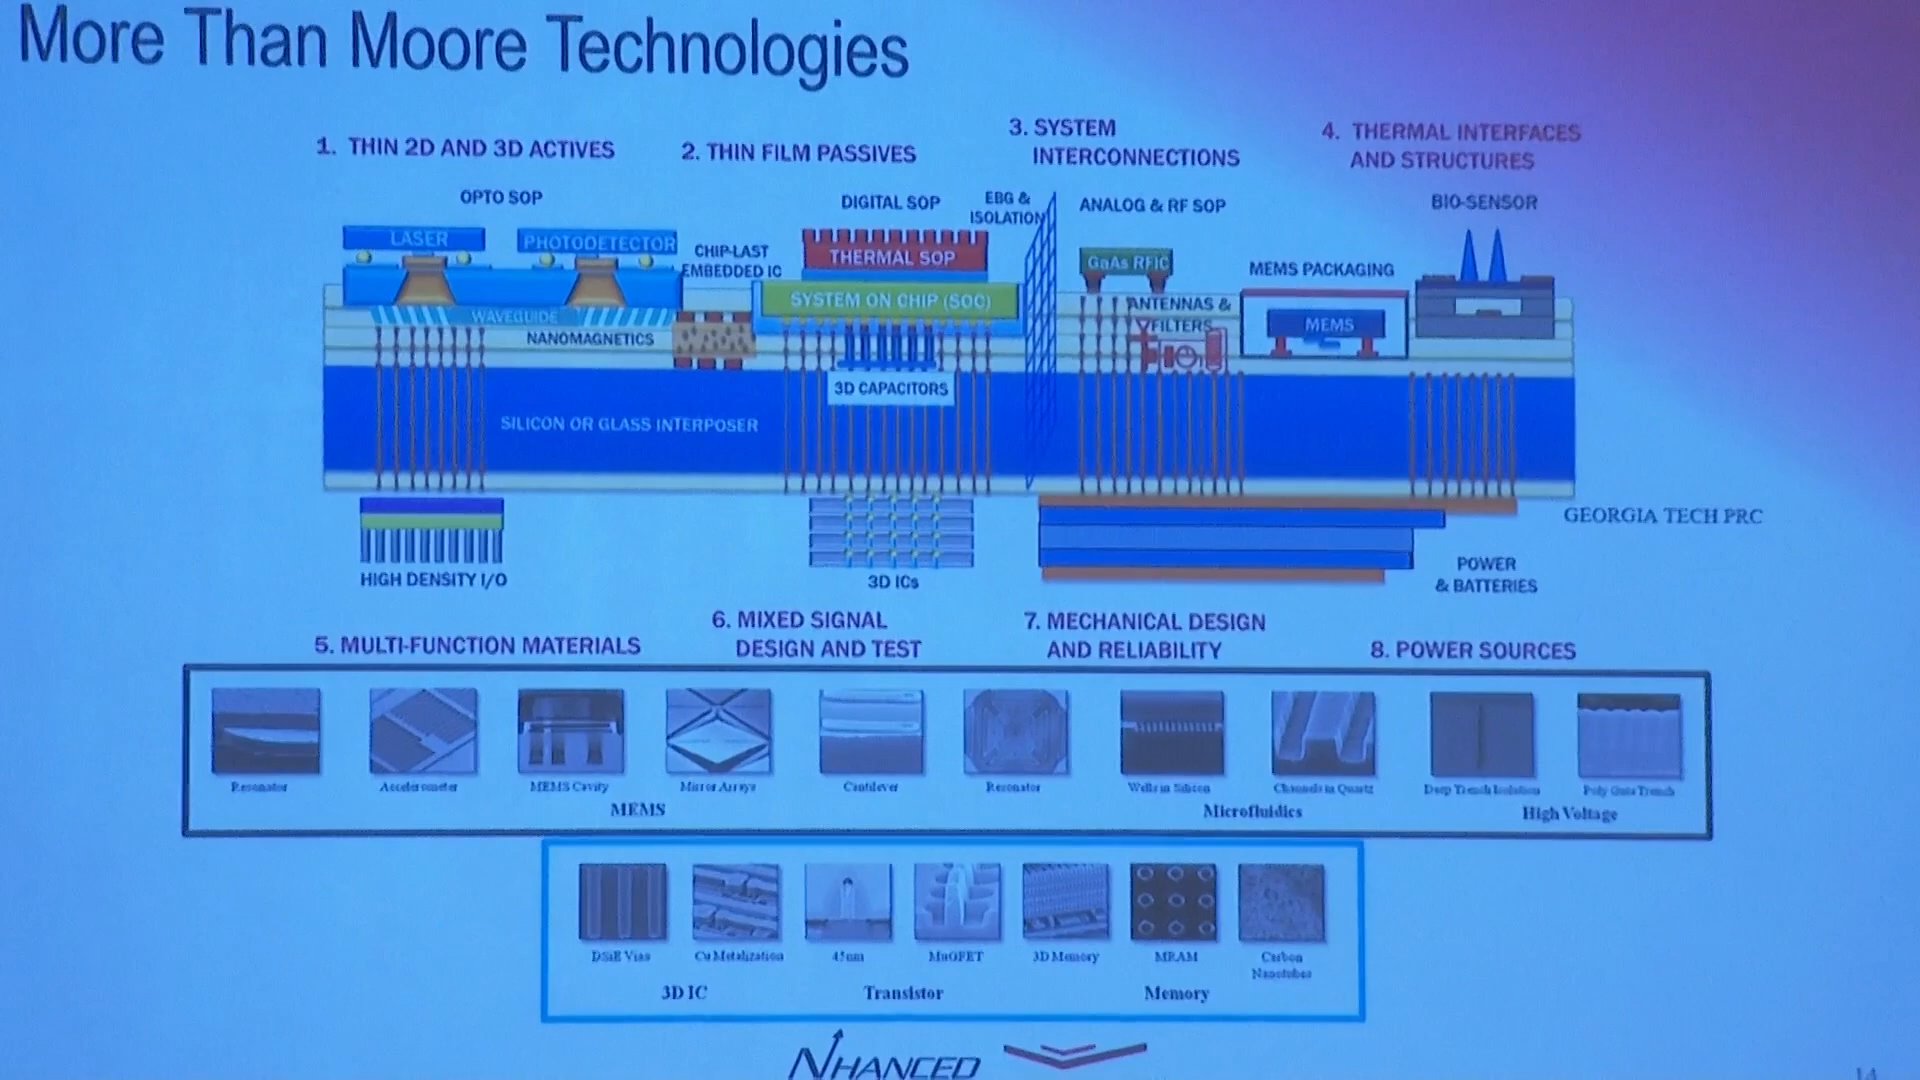 More Than Moore Technologies
1. THIN 2D AND 3D ACTIVES
2. THIN FILM PASSIVES
3. SYSTEM
INTERCONNECTIONS
4. THERMAL INTERFACES
AND STRUCTURES
OPTO SOP
DIGITAL SOP
EBG &
ISOLATION
ANALOG & RF SOP
BIO-SENSOR
LASER
PHOTODETECTOR
CHIP-LAST
EMBEDDED IC
THERMAL SOP
GaAs RFIC
MEMS PACKAGING
SYSTEM ON CHIP (SOC)
ANTENNAS &
FILTERS
WAVEGUIDE
MEMS
NANOMAGNETICS
3D CAPACITORS
SILICON OR GLASS INTERPOSER
GEORGIA TECH PRC
HIGH DENSITY I/O
3D ICs
POWER
& BATTERIES
5. MULTI-FUNCTION MATERIALS
6. MIXED SIGNAL
DESIGN AND TEST
7. MECHANICAL DESIGN
AND RELIABILITY
8. POWER SOURCES
Resonator
Accelerometer
MEMS Cavity
Mirror Arrays
Cantilever
Resonator
Wells in Silicon
Channels in Quartz
Deep Trench Isolation
Poly Gate Trench
MEMS
Microfluidics
High Voltage
Vias
Cu Metalization
45nm
3D Memory
MRAM
Carbon
Nanotubes
3D IC
Transistor
Memory
NHANCED
14